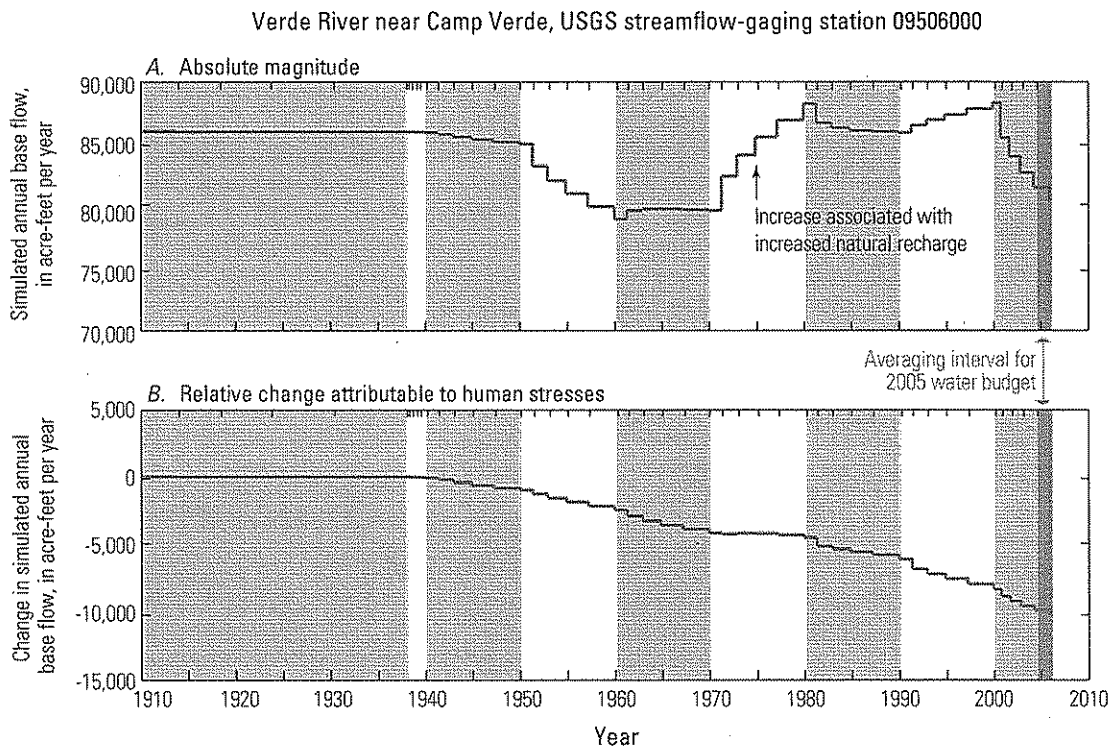 Verde River near Camp Verde, USGS streamflow-gaging station 09506000
A. Absolute magnitude
Simulated annual base flow,
in acre-feet per year
90,000
85,000
80,000
75,000
70,000
Increase associated with
increased natural recharge
Averaging interval for
2005 water budget
B. Relative change attributable to human stresses
Change in simulated annual
base flow, in acre-feet per year
5,000
0
-5,000
-10,000
-15,000
1910 1920 1930 1940 1950 1960 1970 1980 1990 2000 2010
Year